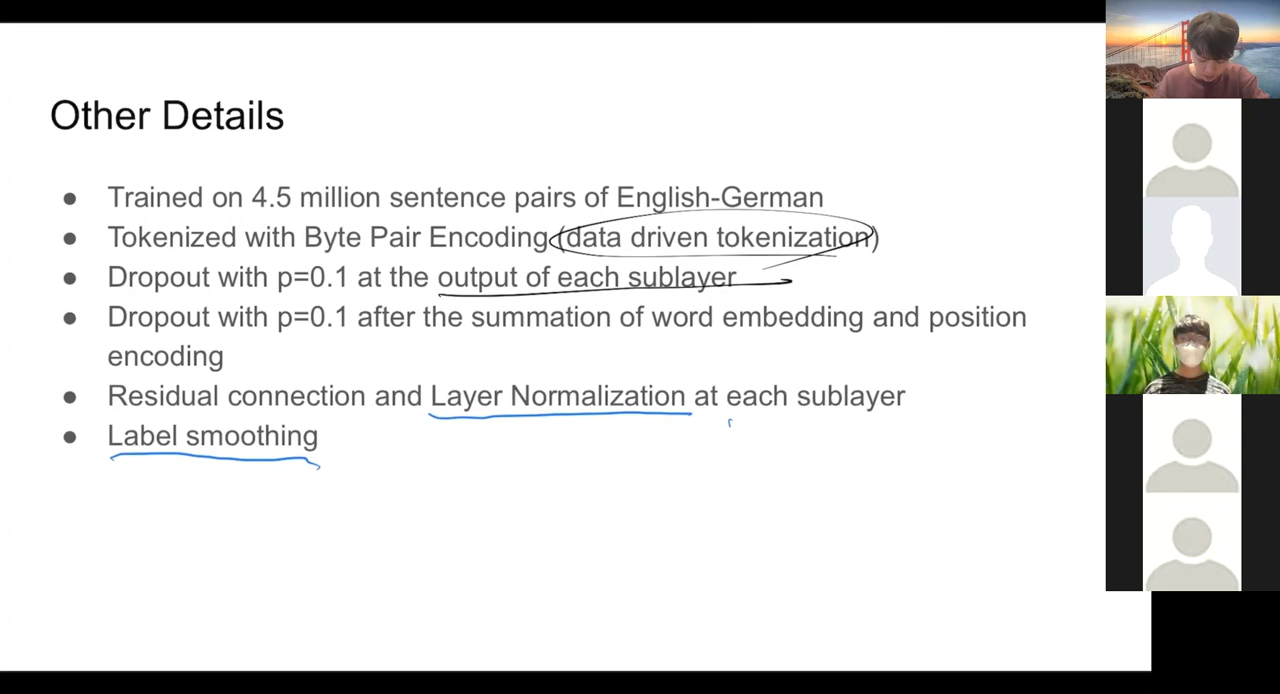 Other Details
● Trained on 4.5 million sentence pairs of English-German
● Tokenized with Byte Pair Encoding (data driven tokenization)
● Dropout with p=0.1 at the output of each sublayer
● Dropout with p=0.1 after the summation of word embedding and position
encoding
● Residual connection and Layer Normalization at each sublayer
● Label smoothing